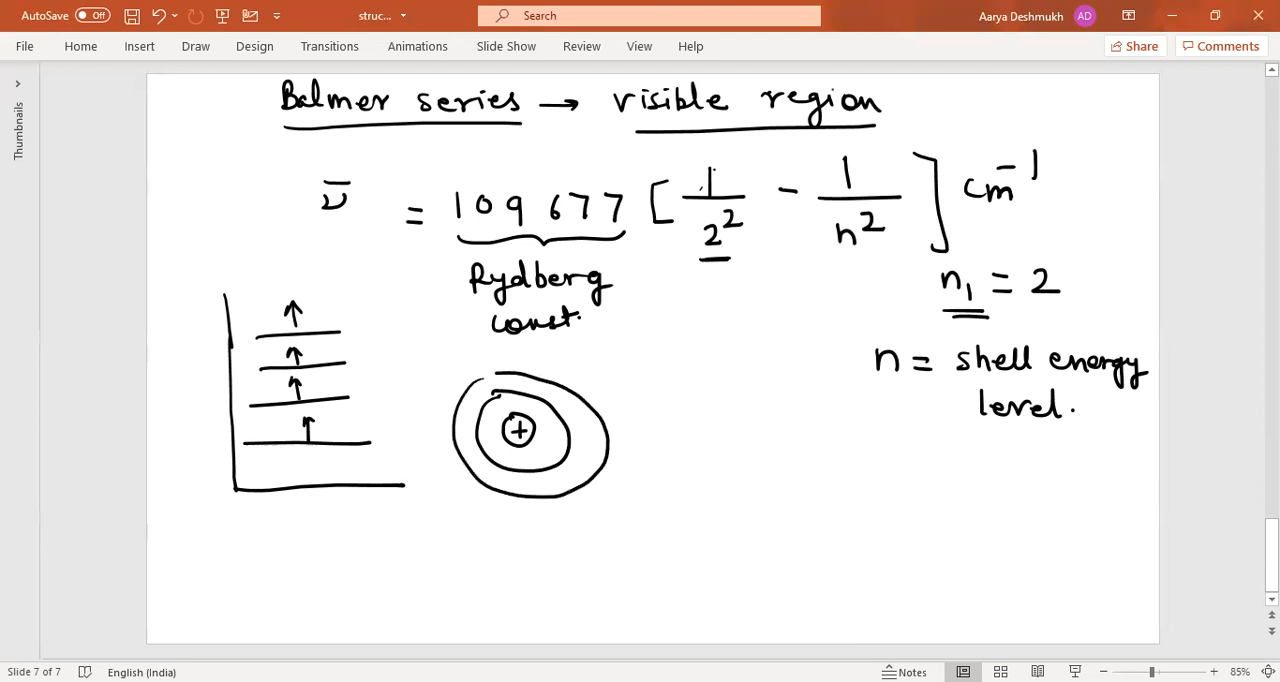 AutoSave Off struc... Search Aarya Deshmukh AD
File Home Insert Draw Design Transitions Animations Slide Show Review View Help Share Comments
Thumbnails
Balmer series → visible region
ν̄ = 109 677 [ 1/2² - 1/n² ] cm⁻¹
Rydberg
const.
n₁ = 2
n = shell energy
level.
+
Slide 7 of 7 English (India) Notes 85%